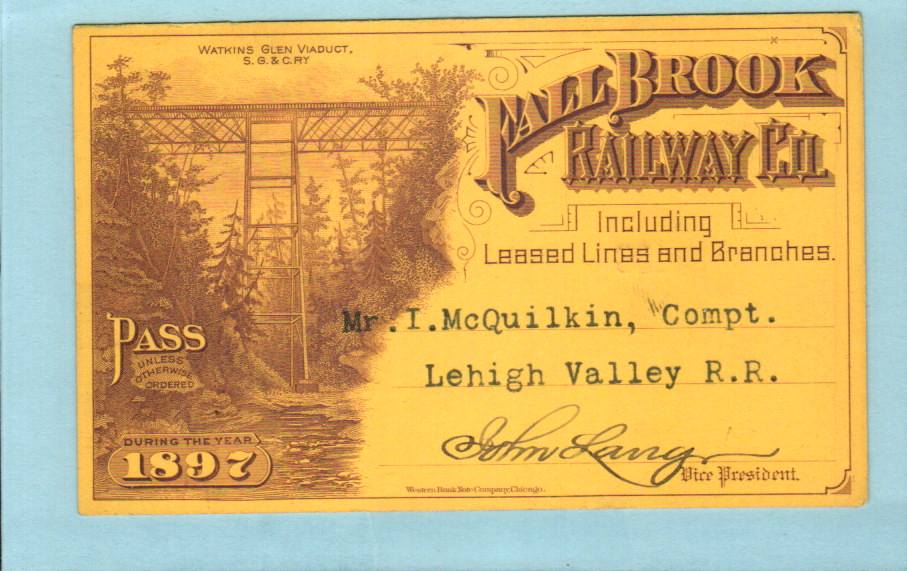 WATKINS GLEN VIADUCT,
S. G. & C. RY
FALL BROOK
RAILWAY CO.
Including
Leased Lines and Branches.
PASS
UNLESS
OTHERWISE
ORDERED
Mr. I. McQuilkin, Compt.
Lehigh Valley R.R.
DURING THE YEAR
1897
John Lang
Vice President.
Western Bank Note Company, Chicago.